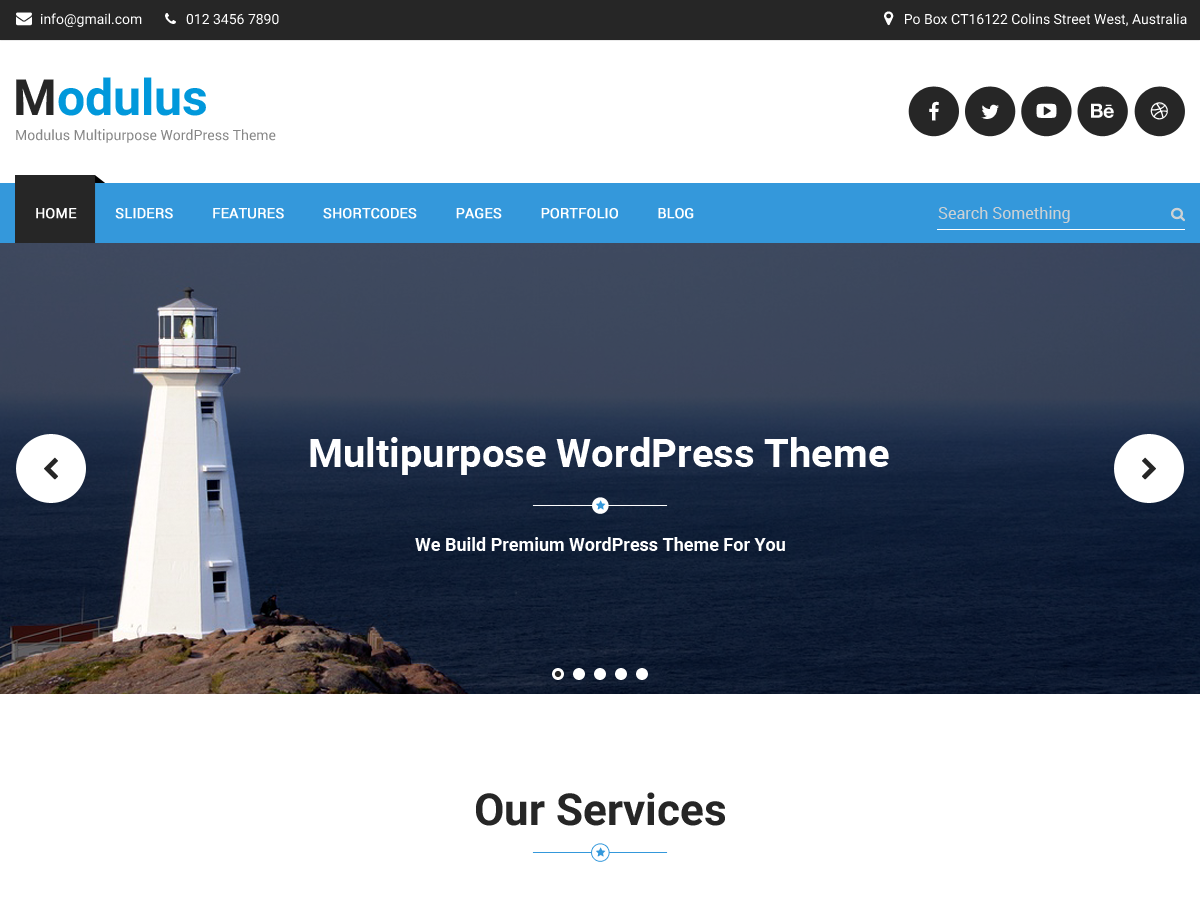 info@gmail.com 012 3456 7890 Po Box CT16122 Colins Street West, Australia
Modulus
Modulus Multipurpose WordPress Theme
Bē
HOME SLIDERS FEATURES SHORTCODES PAGES PORTFOLIO BLOG Search Something
Multipurpose WordPress Theme
We Build Premium WordPress Theme For You
Our Services